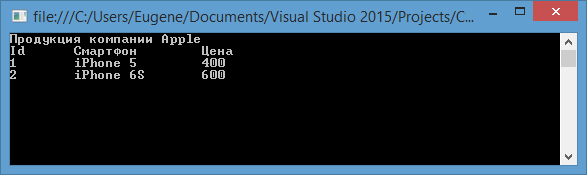 file:///C:/Users/Eugene/Documents/Visual Studio 2015/Projects/C...
Продукция компании Apple
Id Смартфон Цена
1 iPhone 5 400
2 iPhone 6S 600